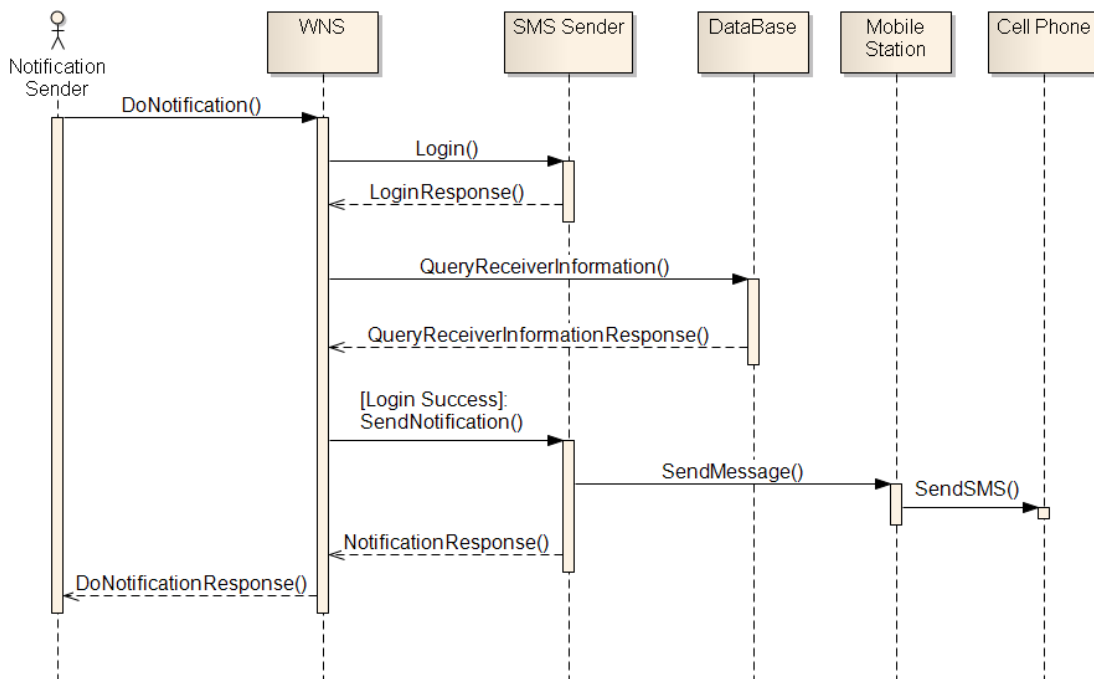 WNS
SMS Sender
DataBase
Mobile
Station
Cell Phone
Notification
Sender
DoNotification()
Login()
LoginResponse()
QueryReceiverInformation()
QueryReceiverInformationResponse()
[Login Success]:
SendNotification()
SendMessage()
SendSMS()
NotificationResponse()
DoNotificationResponse()